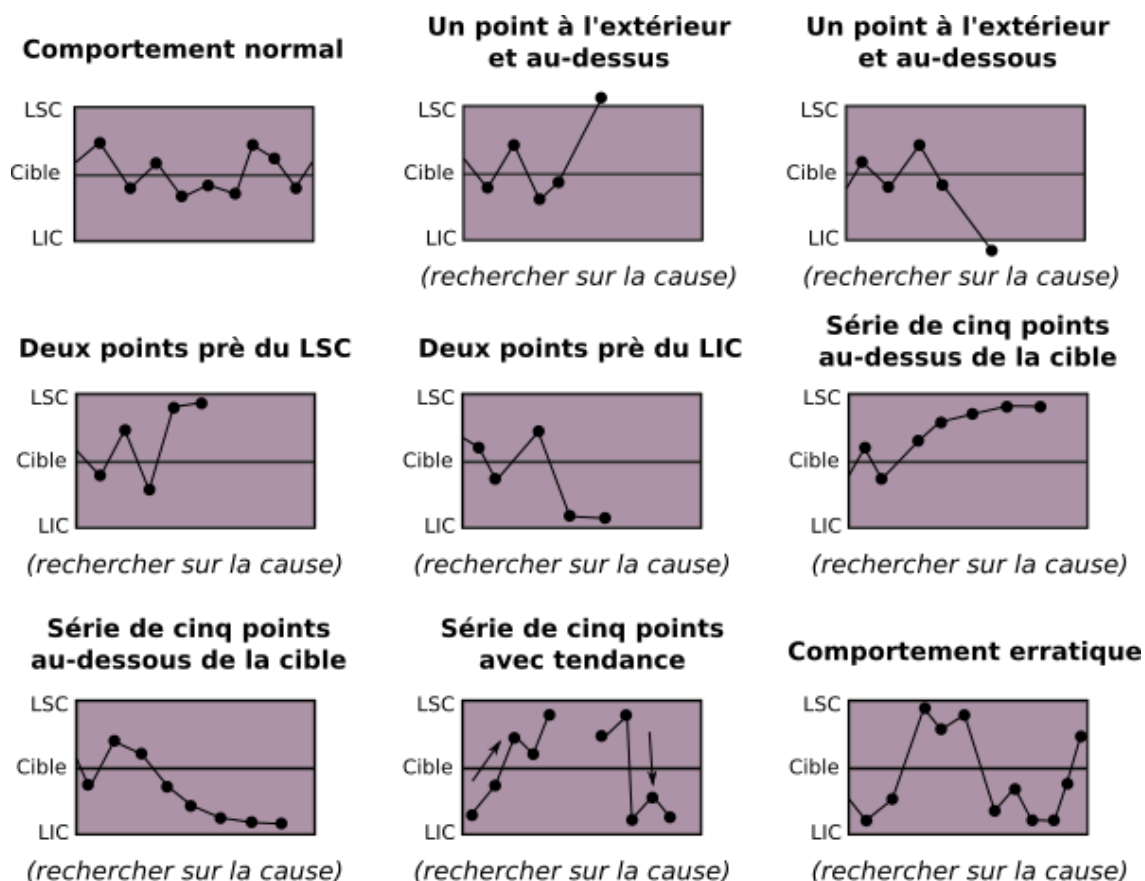 Comportement normal
Un point à l'extérieur
et au-dessus
Un point à l'extérieur
et au-dessous
LSC
Cible
LIC
LSC
Cible
LIC
(rechercher sur la cause)
LSC
Cible
LIC
(rechercher sur la cause)
Deux points prè du LSC
Deux points prè du LIC
Série de cinq points
au-dessus de la cible
LSC
Cible
LIC
(rechercher sur la cause)
LSC
Cible
LIC
(rechercher sur la cause)
LSC
Cible
LIC
(rechercher sur la cause)
Série de cinq points
au-dessous de la cible
Série de cinq points
avec tendance
Comportement erratique
LSC
Cible
LIC
(rechercher sur la cause)
LSC
Cible
LIC
(rechercher sur la cause)
LSC
Cible
LIC
(rechercher sur la cause)